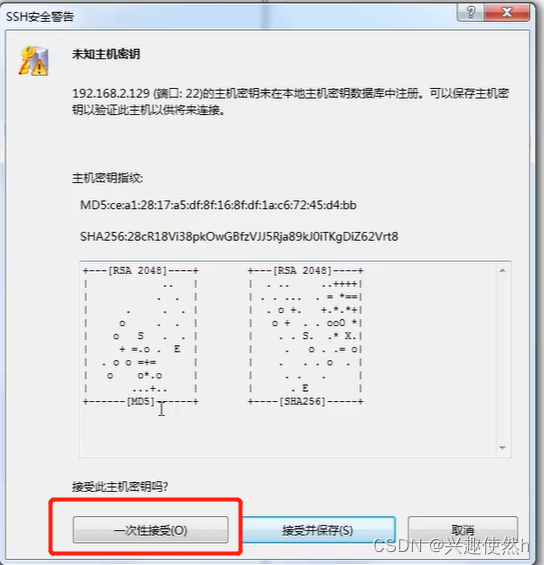 SSH安全警告
未知主机密钥
192.168.2.129 (端口: 22)的主机密钥未在本地主机密钥数据库中注册。可以保存主机密
钥以验证此主机以供将来连接。
主机密钥指纹:
MD5:ce:a1:28:17:a5:df:8f:16:8f:df:1a:c6:72:45:d4:bb
SHA256:28cR18Vi38pkOwGBfzVJJ5Rja89kJ0iTKgDiZ62Vrt8
+---[RSA 2048]----+ +---[RSA 2048]----+
| .. | | . .. ..++++|
| . . | | . . ... . = *==|
| . . . | | . o +. +.*.*+|
| o . . | | o + . . ooO *|
| o S . . | | . . S. .* X.|
| + =.o . E | | . o . .= o|
| . o o =+= | | . . . o . |
| o o*.o | | . . . |
| ...+.. | | . E |
+------[MD5]------+ +----[SHA256]-----+
接受此主机密钥吗?
一次性接受(O) 接受并保存(S) 取消
CSDN @兴趣使然h